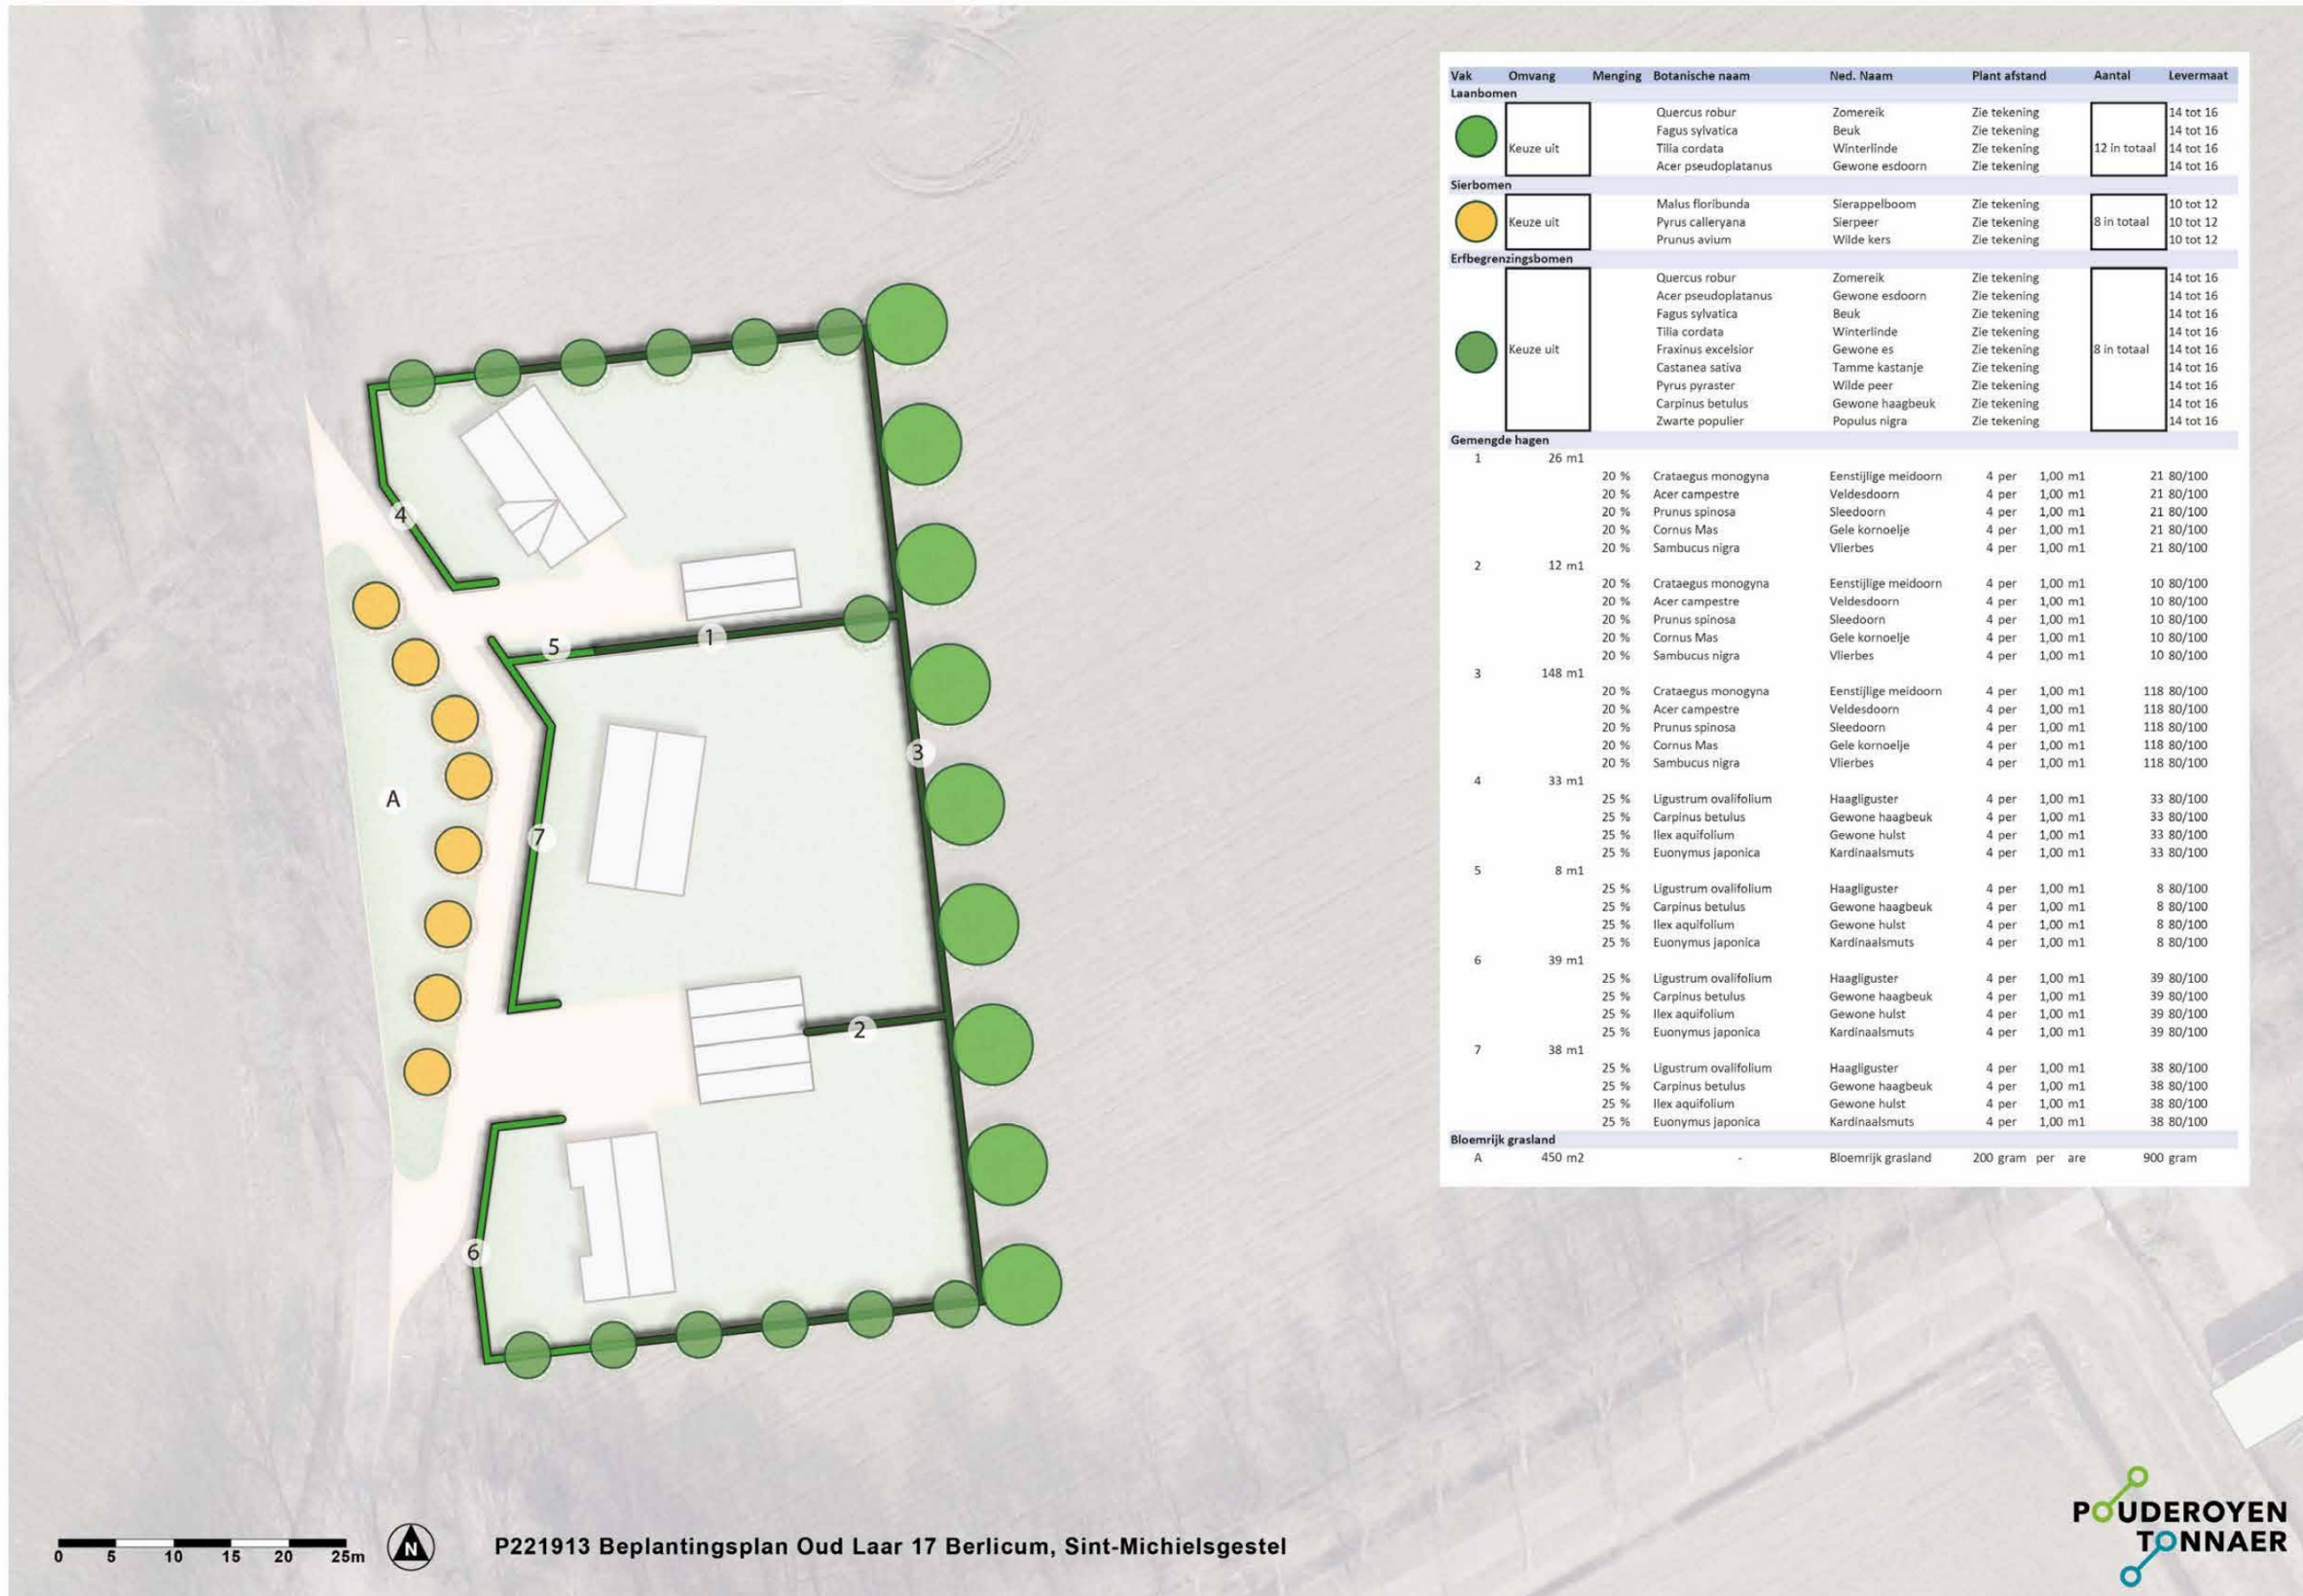 Vak Omvang Menging Botanische naam Ned. Naam Plant afstand Aantal Levermaat
Laanbomen
Quercus robur Zomereik Zie tekening 14 tot 16
Fagus sylvatica Beuk Zie tekening 14 tot 16
Keuze uit Tilia cordata Winterlinde Zie tekening 12 in totaal 14 tot 16
Acer pseudoplatanus Gewone esdoorn Zie tekening 14 tot 16
Sierbomen
Malus floribunda Sierappelboom Zie tekening 10 tot 12
Keuze uit Pyrus calleryana Sierpeer Zie tekening 8 in totaal 10 tot 12
Prunus avium Wilde kers Zie tekening 10 tot 12
Erfbegrenzingsbomen
Quercus robur Zomereik Zie tekening 14 tot 16
Acer pseudoplatanus Gewone esdoorn Zie tekening 14 tot 16
Fagus sylvatica Beuk Zie tekening 14 tot 16
Tilia cordata Winterlinde Zie tekening 14 tot 16
Keuze uit Fraxinus excelsior Gewone es Zie tekening 8 in totaal 14 tot 16
Castanea sativa Tamme kastanje Zie tekening 14 tot 16
Pyrus pyraster Wilde peer Zie tekening 14 tot 16
Carpinus betulus Gewone haagbeuk Zie tekening 14 tot 16
Zwarte populier Populus nigra Zie tekening 14 tot 16
Gemengde hagen
1 26 m1
20 % Crataegus monogyna Eenstijlige meidoorn 4 per 1,00 m1 21 80/100
20 % Acer campestre Veldesdoorn 4 per 1,00 m1 21 80/100
20 % Prunus spinosa Sleedoorn 4 per 1,00 m1 21 80/100
20 % Cornus Mas Gele kornoelje 4 per 1,00 m1 21 80/100
20 % Sambucus nigra Vlierbes 4 per 1,00 m1 21 80/100
2 12 m1
20 % Crataegus monogyna Eenstijlige meidoorn 4 per 1,00 m1 10 80/100
20 % Acer campestre Veldesdoorn 4 per 1,00 m1 10 80/100
20 % Prunus spinosa Sleedoorn 4 per 1,00 m1 10 80/100
20 % Cornus Mas Gele kornoelje 4 per 1,00 m1 10 80/100
20 % Sambucus nigra Vlierbes 4 per 1,00 m1 10 80/100
3 148 m1
20 % Crataegus monogyna Eenstijlige meidoorn 4 per 1,00 m1 118 80/100
20 % Acer campestre Veldesdoorn 4 per 1,00 m1 118 80/100
20 % Prunus spinosa Sleedoorn 4 per 1,00 m1 118 80/100
20 % Cornus Mas Gele kornoelje 4 per 1,00 m1 118 80/100
20 % Sambucus nigra Vlierbes 4 per 1,00 m1 118 80/100
4 33 m1
25 % Ligustrum ovalifolium Haagliguster 4 per 1,00 m1 33 80/100
25 % Carpinus betulus Gewone haagbeuk 4 per 1,00 m1 33 80/100
25 % Ilex aquifolium Gewone hulst 4 per 1,00 m1 33 80/100
25 % Euonymus japonica Kardinaalsmuts 4 per 1,00 m1 33 80/100
5 8 m1
25 % Ligustrum ovalifolium Haagliguster 4 per 1,00 m1 8 80/100
25 % Carpinus betulus Gewone haagbeuk 4 per 1,00 m1 8 80/100
25 % Ilex aquifolium Gewone hulst 4 per 1,00 m1 8 80/100
25 % Euonymus japonica Kardinaalsmuts 4 per 1,00 m1 8 80/100
6 39 m1
25 % Ligustrum ovalifolium Haagliguster 4 per 1,00 m1 39 80/100
25 % Carpinus betulus Gewone haagbeuk 4 per 1,00 m1 39 80/100
25 % Ilex aquifolium Gewone hulst 4 per 1,00 m1 39 80/100
25 % Euonymus japonica Kardinaalsmuts 4 per 1,00 m1 39 80/100
7 38 m1
25 % Ligustrum ovalifolium Haagliguster 4 per 1,00 m1 38 80/100
25 % Carpinus betulus Gewone haagbeuk 4 per 1,00 m1 38 80/100
25 % Ilex aquifolium Gewone hulst 4 per 1,00 m1 38 80/100
25 % Euonymus japonica Kardinaalsmuts 4 per 1,00 m1 38 80/100
Bloemrijk grasland
A 450 m2 - Bloemrijk grasland 200 gram per are 900 gram
4
5
1
3
A
7
2
6
0 5 10 15 20 25m
N
P221913 Beplantingsplan Oud Laar 17 Berlicum, Sint-Michielsgestel
POUDEROYEN
TONNAER